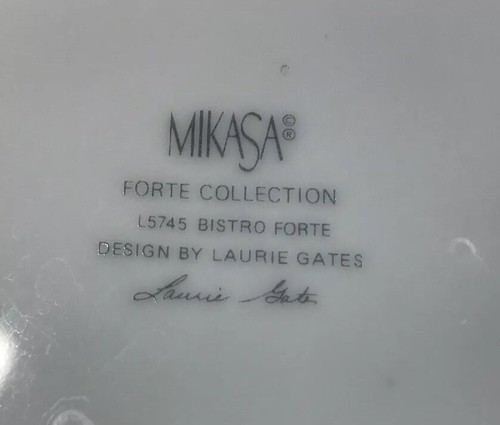 MIKASA©®
FORTE COLLECTION
L5745 BISTRO FORTE
DESIGN BY LAURIE GATES
Laurie Gates